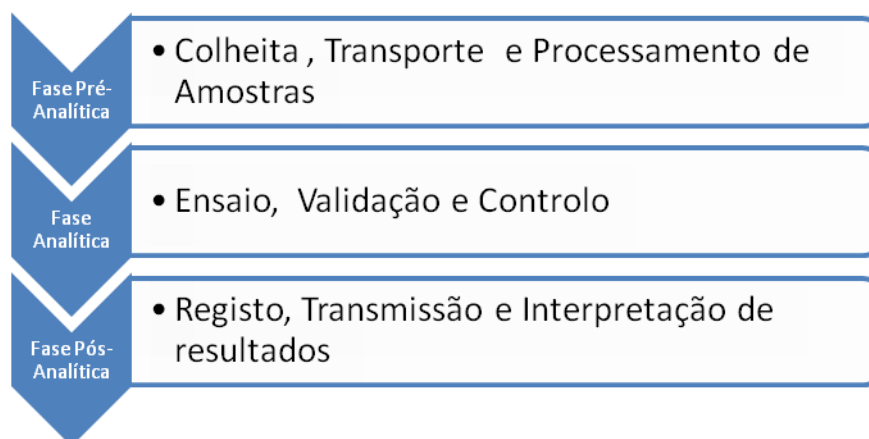 Fase Pré-
Analítica
• Colheita , Transporte e Processamento de
Amostras
Fase
Analítica
• Ensaio, Validação e Controlo
Fase Pós-
Analítica
• Registo, Transmissão e Interpretação de
resultados